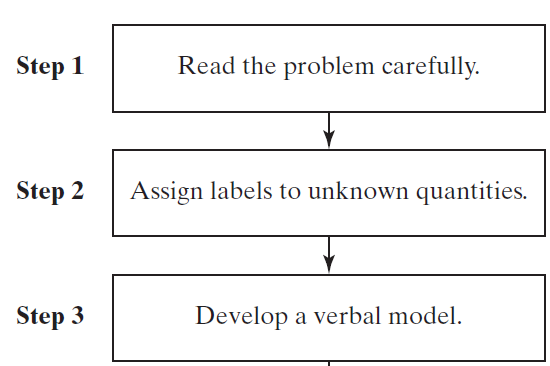 Step 1 Read the problem carefully.
Step 2 Assign labels to unknown quantities.
Step 3 Develop a verbal model.